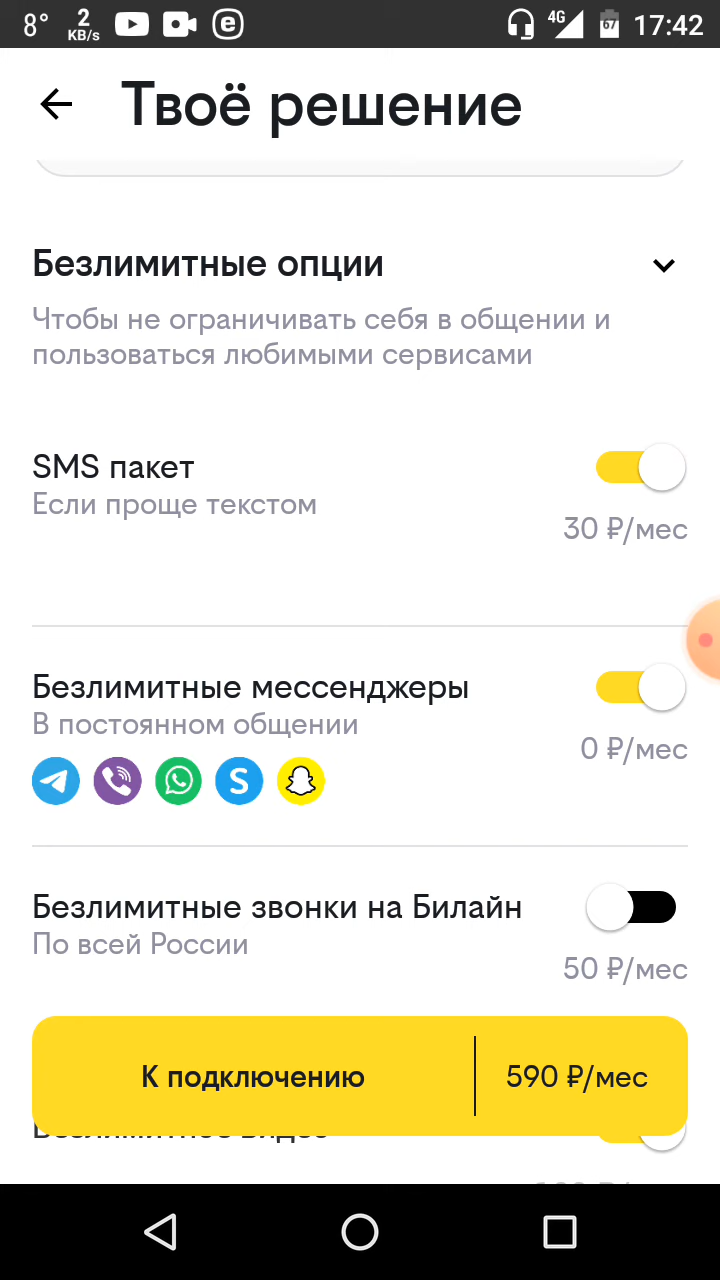 8° 2 KB/s 4G 67 17:42
Твоё решение
Безлимитные опции
Чтобы не ограничивать себя в общении и
пользоваться любимыми сервисами
SMS пакет
Если проще текстом
30 ₽/мес
Безлимитные мессенджеры
В постоянном общении
0 ₽/мес
Безлимитные звонки на Билайн
По всей России
50 ₽/мес
К подключению
590 ₽/мес